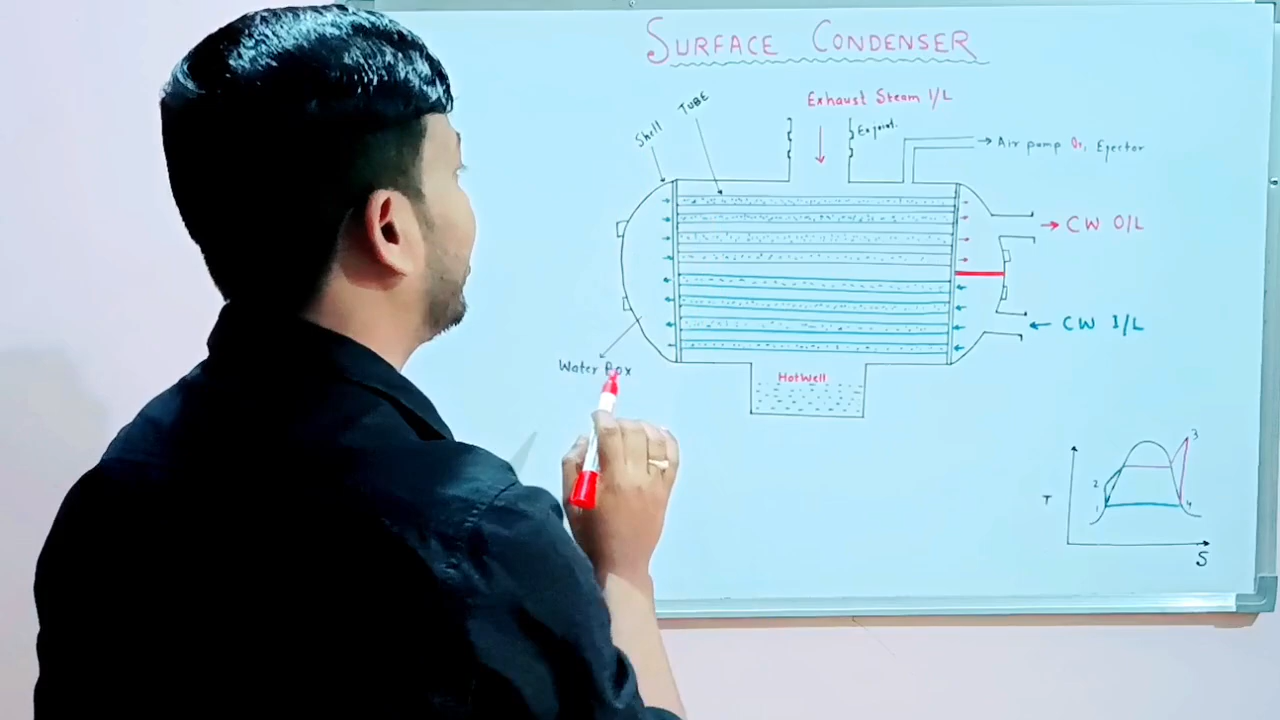 SURFACE CONDENSER
Exhaust Steam I/L
Shell
TUBE
Ex.joint.
Air pump Or, Ejector
CW O/L
CW I/L
Water Box
HotWell
T
1
2
3
4
S